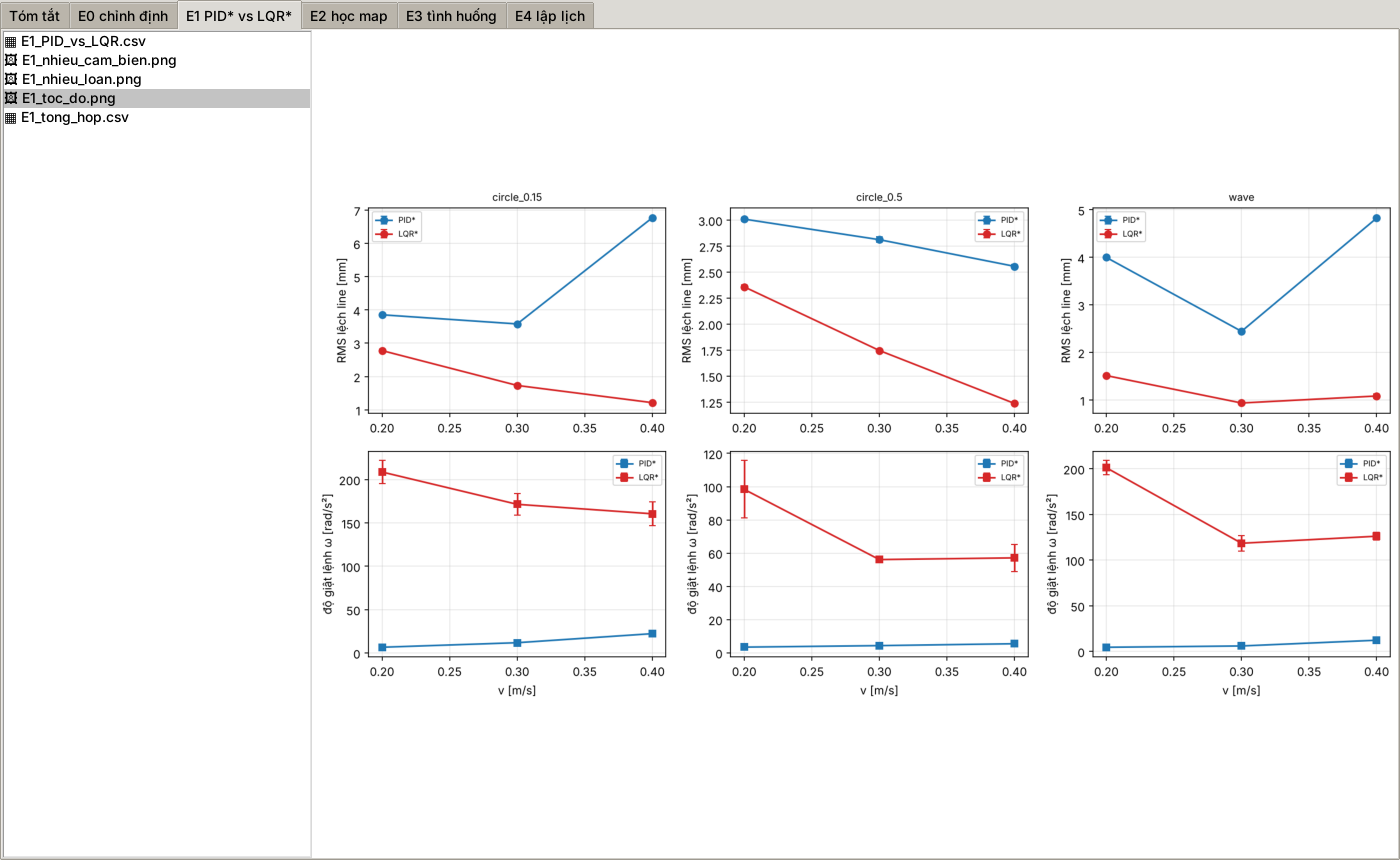 Tóm tắt E0 chỉnh định E1 PID* vs LQR* E2 học map E3 tình huống E4 lập lịch
E1_PID_vs_LQR.csv
E1_nhieu_cam_bien.png
E1_nhieu_loan.png
E1_toc_do.png
E1_tong_hop.csv
circle_0.15
RMS lệch line [mm]
7
6
5
4
3
2
1
PID*
LQR*
0.20 0.25 0.30 0.35 0.40
circle_0.5
RMS lệch line [mm]
3.00
2.75
2.50
2.25
2.00
1.75
1.50
1.25
PID*
LQR*
0.20 0.25 0.30 0.35 0.40
wave
RMS lệch line [mm]
5
4
3
2
1
PID*
LQR*
0.20 0.25 0.30 0.35 0.40
độ giật lệnh ω [rad/s²]
200
150
100
50
0
PID*
LQR*
0.20 0.25 0.30 0.35 0.40
v [m/s]
độ giật lệnh ω [rad/s²]
120
100
80
60
40
20
0
PID*
LQR*
0.20 0.25 0.30 0.35 0.40
v [m/s]
độ giật lệnh ω [rad/s²]
200
150
100
50
0
PID*
LQR*
0.20 0.25 0.30 0.35 0.40
v [m/s]